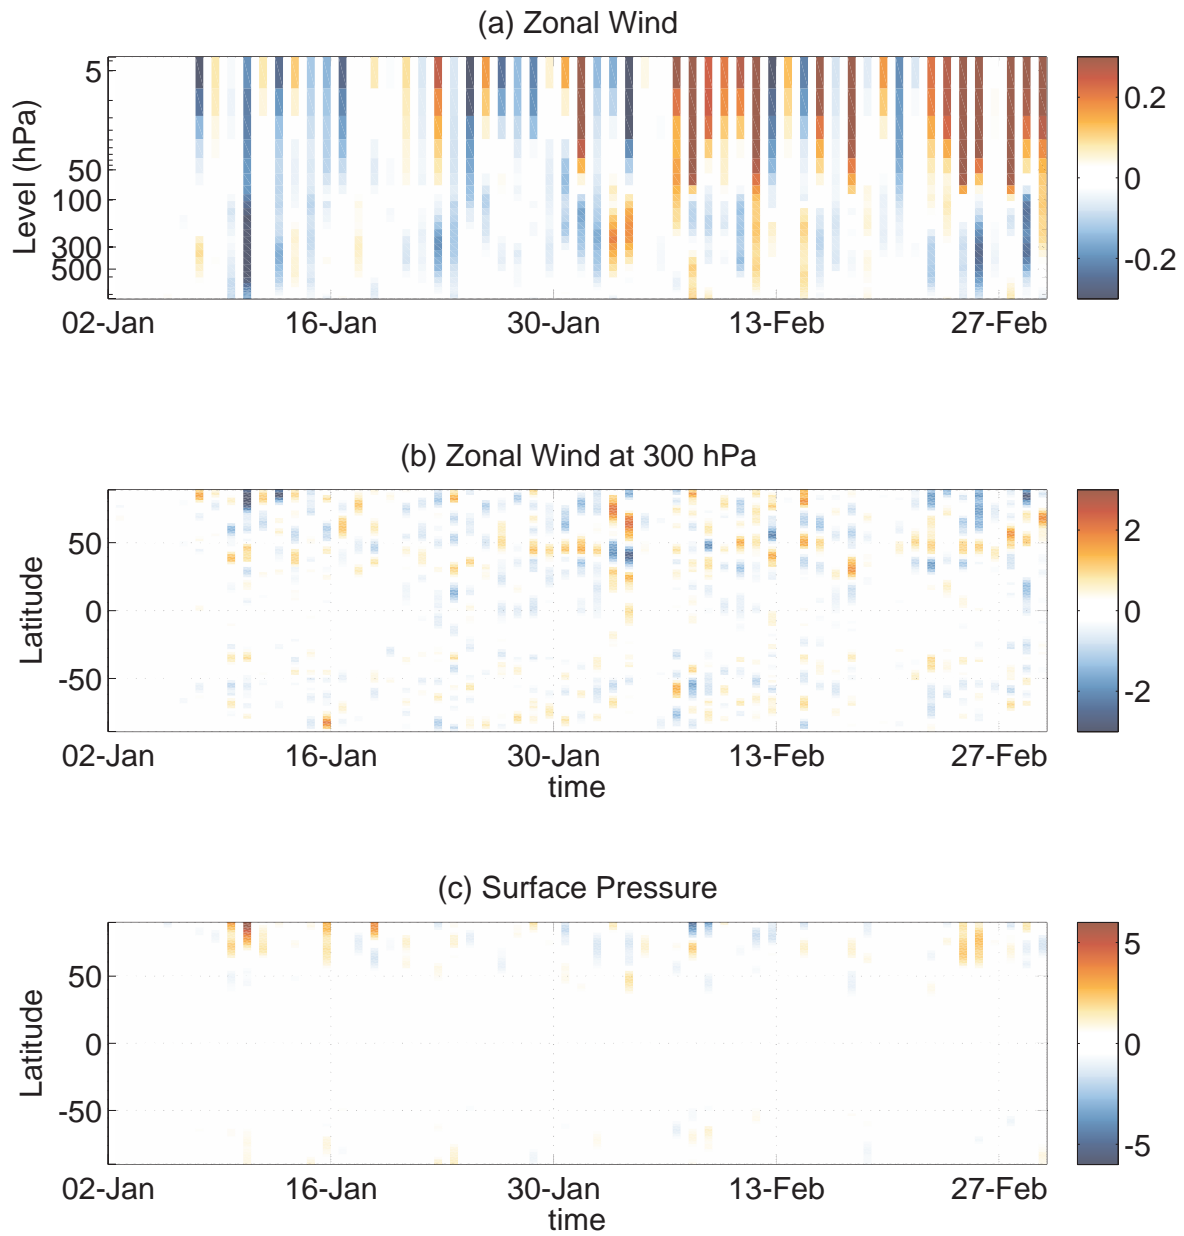 (a) Zonal Wind
5
50
100
300
500
Level (hPa)
02-Jan 16-Jan 30-Jan 13-Feb 27-Feb
0.2
0
-0.2
(b) Zonal Wind at 300 hPa
50
0
-50
Latitude
02-Jan 16-Jan 30-Jan 13-Feb 27-Feb
time
2
0
-2
(c) Surface Pressure
50
0
-50
Latitude
02-Jan 16-Jan 30-Jan 13-Feb 27-Feb
time
5
0
-5